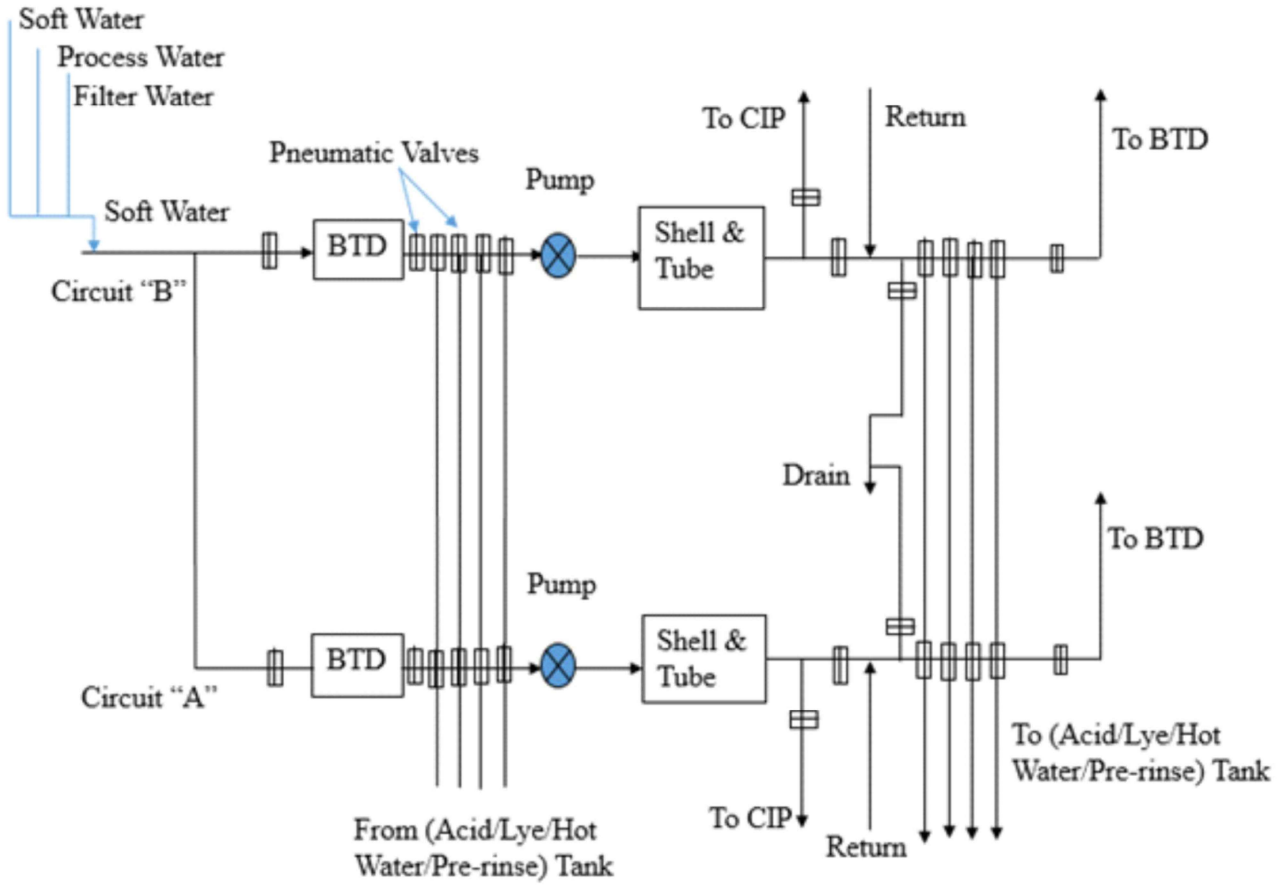 Soft Water
Process Water
Filter Water
To CIP
Return
To BTD
Pneumatic Valves
Pump
Soft Water
BTD
Shell &
Tube
Circuit “B”
Drain
To BTD
Pump
BTD
Shell &
Tube
Circuit “A”
To (Acid/Lye/Hot
Water/Pre-rinse) Tank
To CIP
Return
From (Acid/Lye/Hot
Water/Pre-rinse) Tank